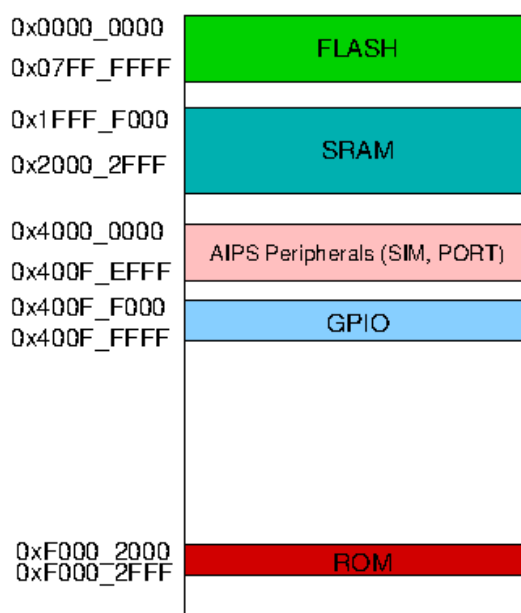 0x0000_0000
FLASH
0x07FF_FFFF
0x1FFF_F000
SRAM
0x2000_2FFF
0x4000_0000
AIPS Peripherals (SIM, PORT)
0x400F_EFFF
0x400F_F000
GPIO
0x400F_FFFF
0xF000_2000
ROM
0xF000_2FFF